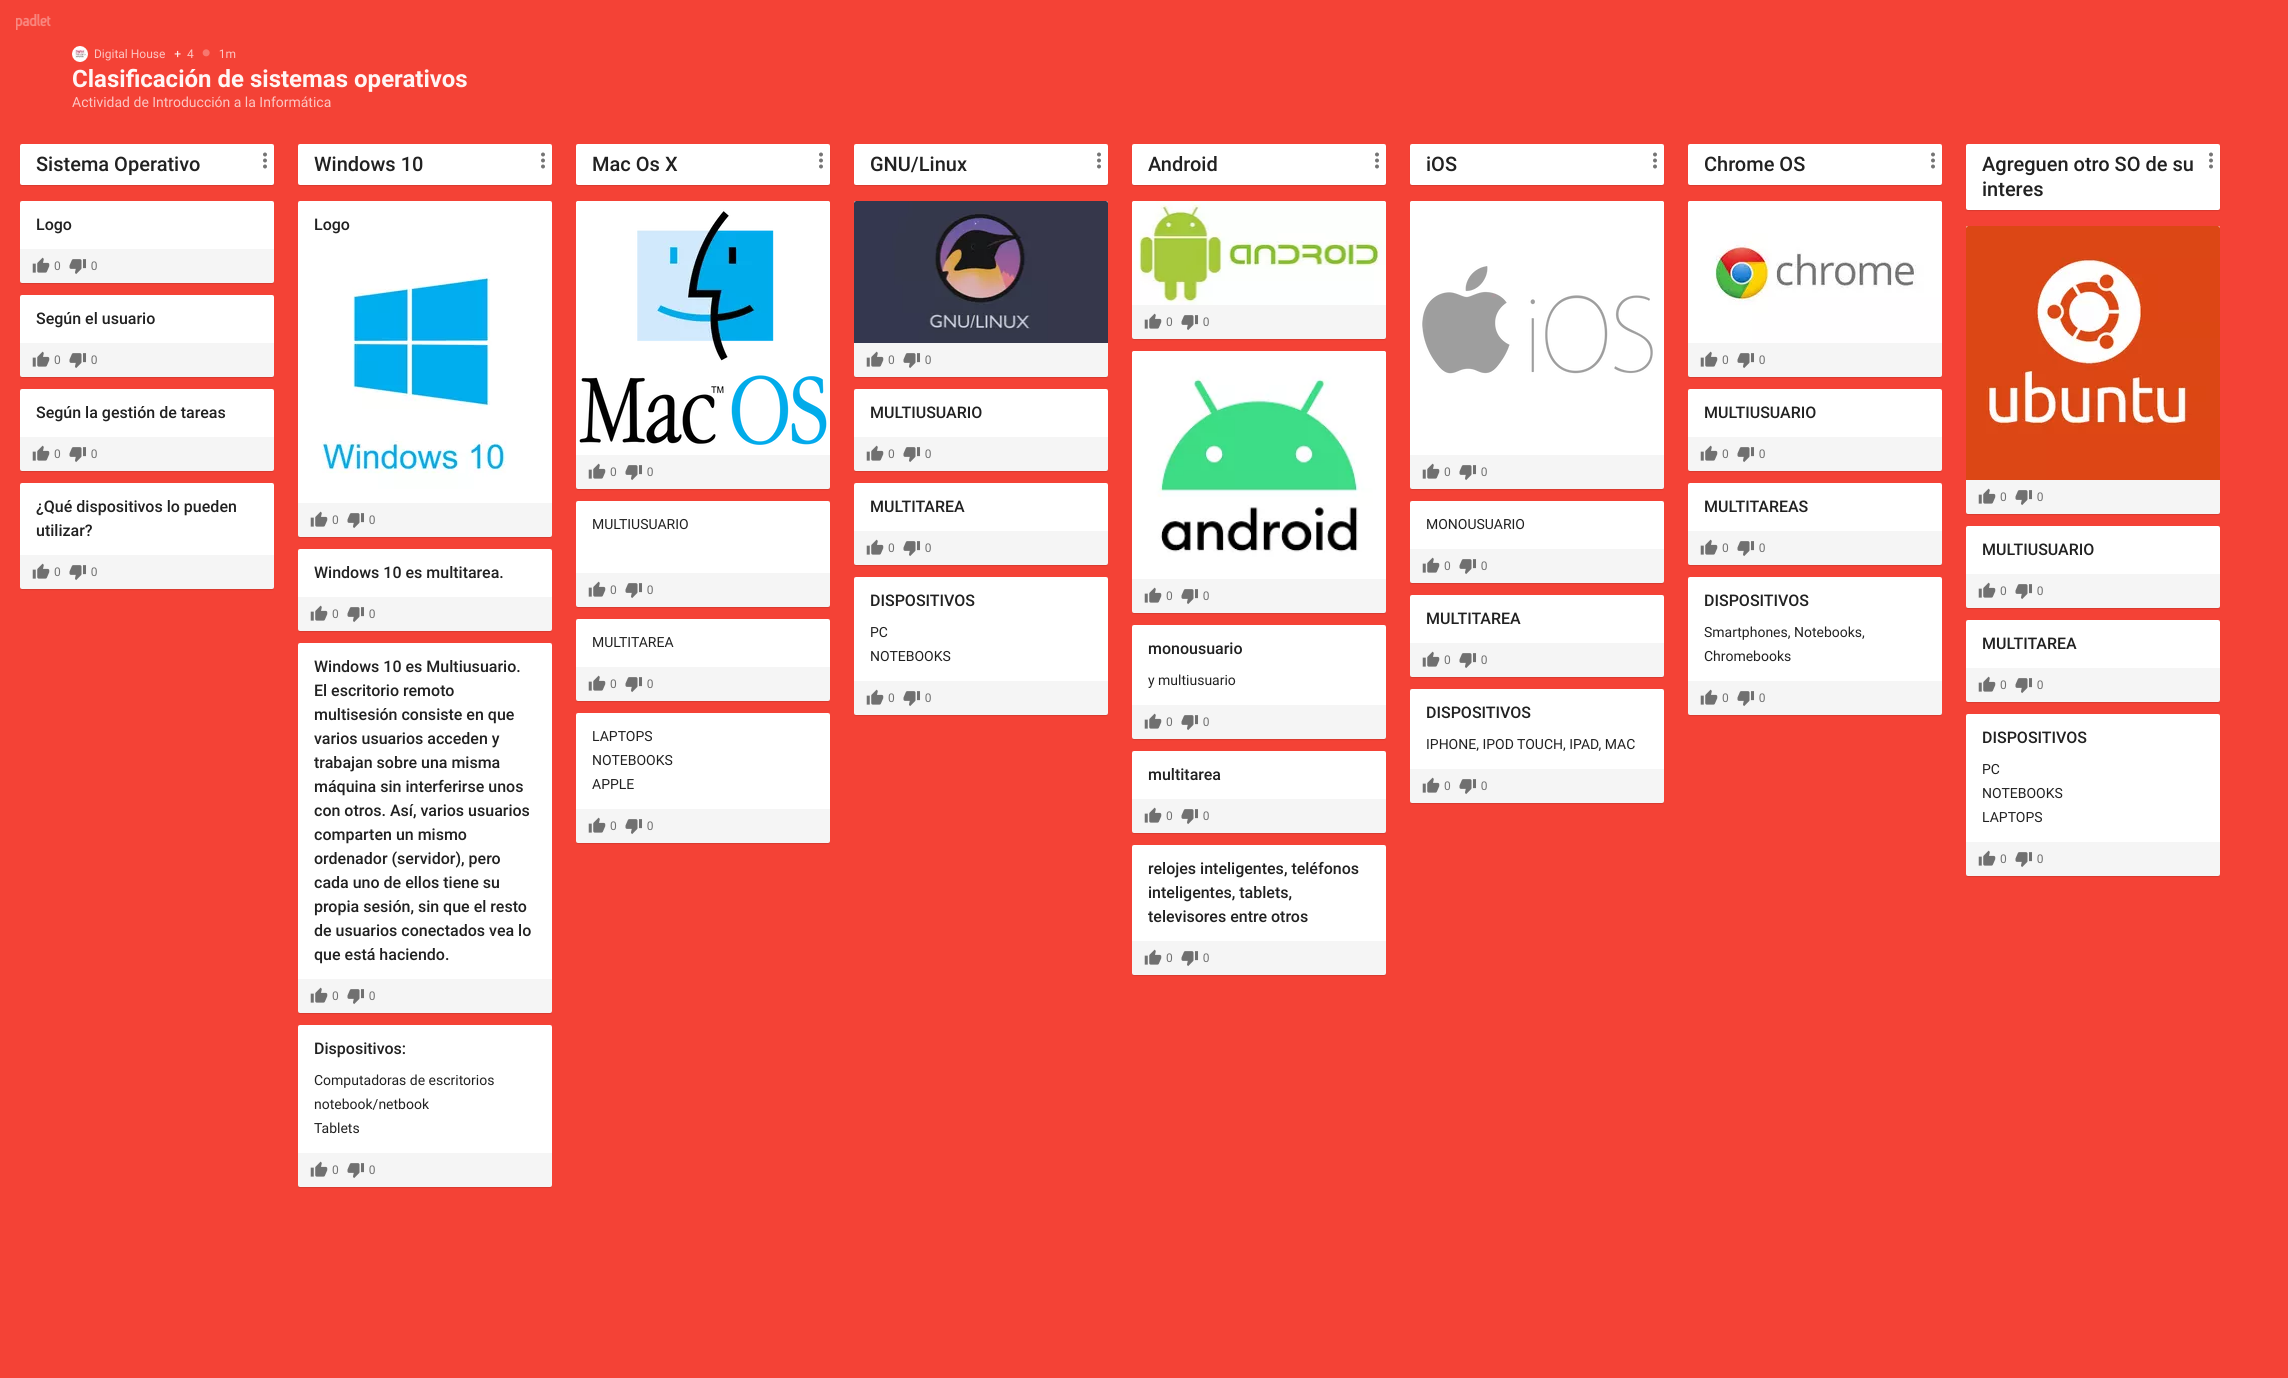 padlet
Digital House + 4 1m
Clasificación de sistemas operativos
Actividad de Introducción a la Informática
Sistema Operativo
Logo
0 0
Según el usuario
0 0
Según la gestión de tareas
0 0
¿Qué dispositivos lo pueden
utilizar?
0 0
Windows 10
Logo
Windows 10
0 0
Windows 10 es multitarea.
0 0
Windows 10 es Multiusuario.
El escritorio remoto
multisesión consiste en que
varios usuarios acceden y
trabajan sobre una misma
máquina sin interferirse unos
con otros. Así, varios usuarios
comparten un mismo
ordenador (servidor), pero
cada uno de ellos tiene su
propia sesión, sin que el resto
de usuarios conectados vea lo
que está haciendo.
0 0
Dispositivos:
Computadoras de escritorios
notebook/netbook
Tablets
0 0
Mac Os X
Mac™ OS
0 0
MULTIUSUARIO
0 0
MULTITAREA
0 0
LAPTOPS
NOTEBOOKS
APPLE
0 0
GNU/Linux
GNU/LINUX
0 0
MULTIUSUARIO
0 0
MULTITAREA
0 0
DISPOSITIVOS
PC
NOTEBOOKS
0 0
Android
ANDROID
0 0
android
0 0
monousuario
y multiusuario
0 0
multitarea
0 0
relojes inteligentes, teléfonos
inteligentes, tablets,
televisores entre otros
0 0
iOS
iOS
0 0
MONOUSUARIO
0 0
MULTITAREA
0 0
DISPOSITIVOS
IPHONE, IPOD TOUCH, IPAD, MAC
0 0
Chrome OS
chrome
0 0
MULTIUSUARIO
0 0
MULTITAREAS
0 0
DISPOSITIVOS
Smartphones, Notebooks,
Chromebooks
0 0
Agreguen otro SO de su
interes
ubuntu
0 0
MULTIUSUARIO
0 0
MULTITAREA
0 0
DISPOSITIVOS
PC
NOTEBOOKS
LAPTOPS
0 0